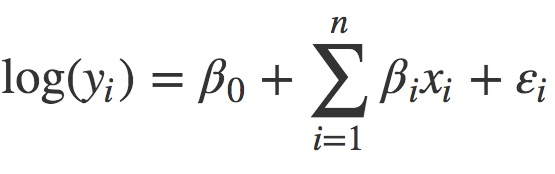 log(yᵢ) = β₀ + ∑ᵢ₌₁ⁿ βᵢxᵢ + εᵢ